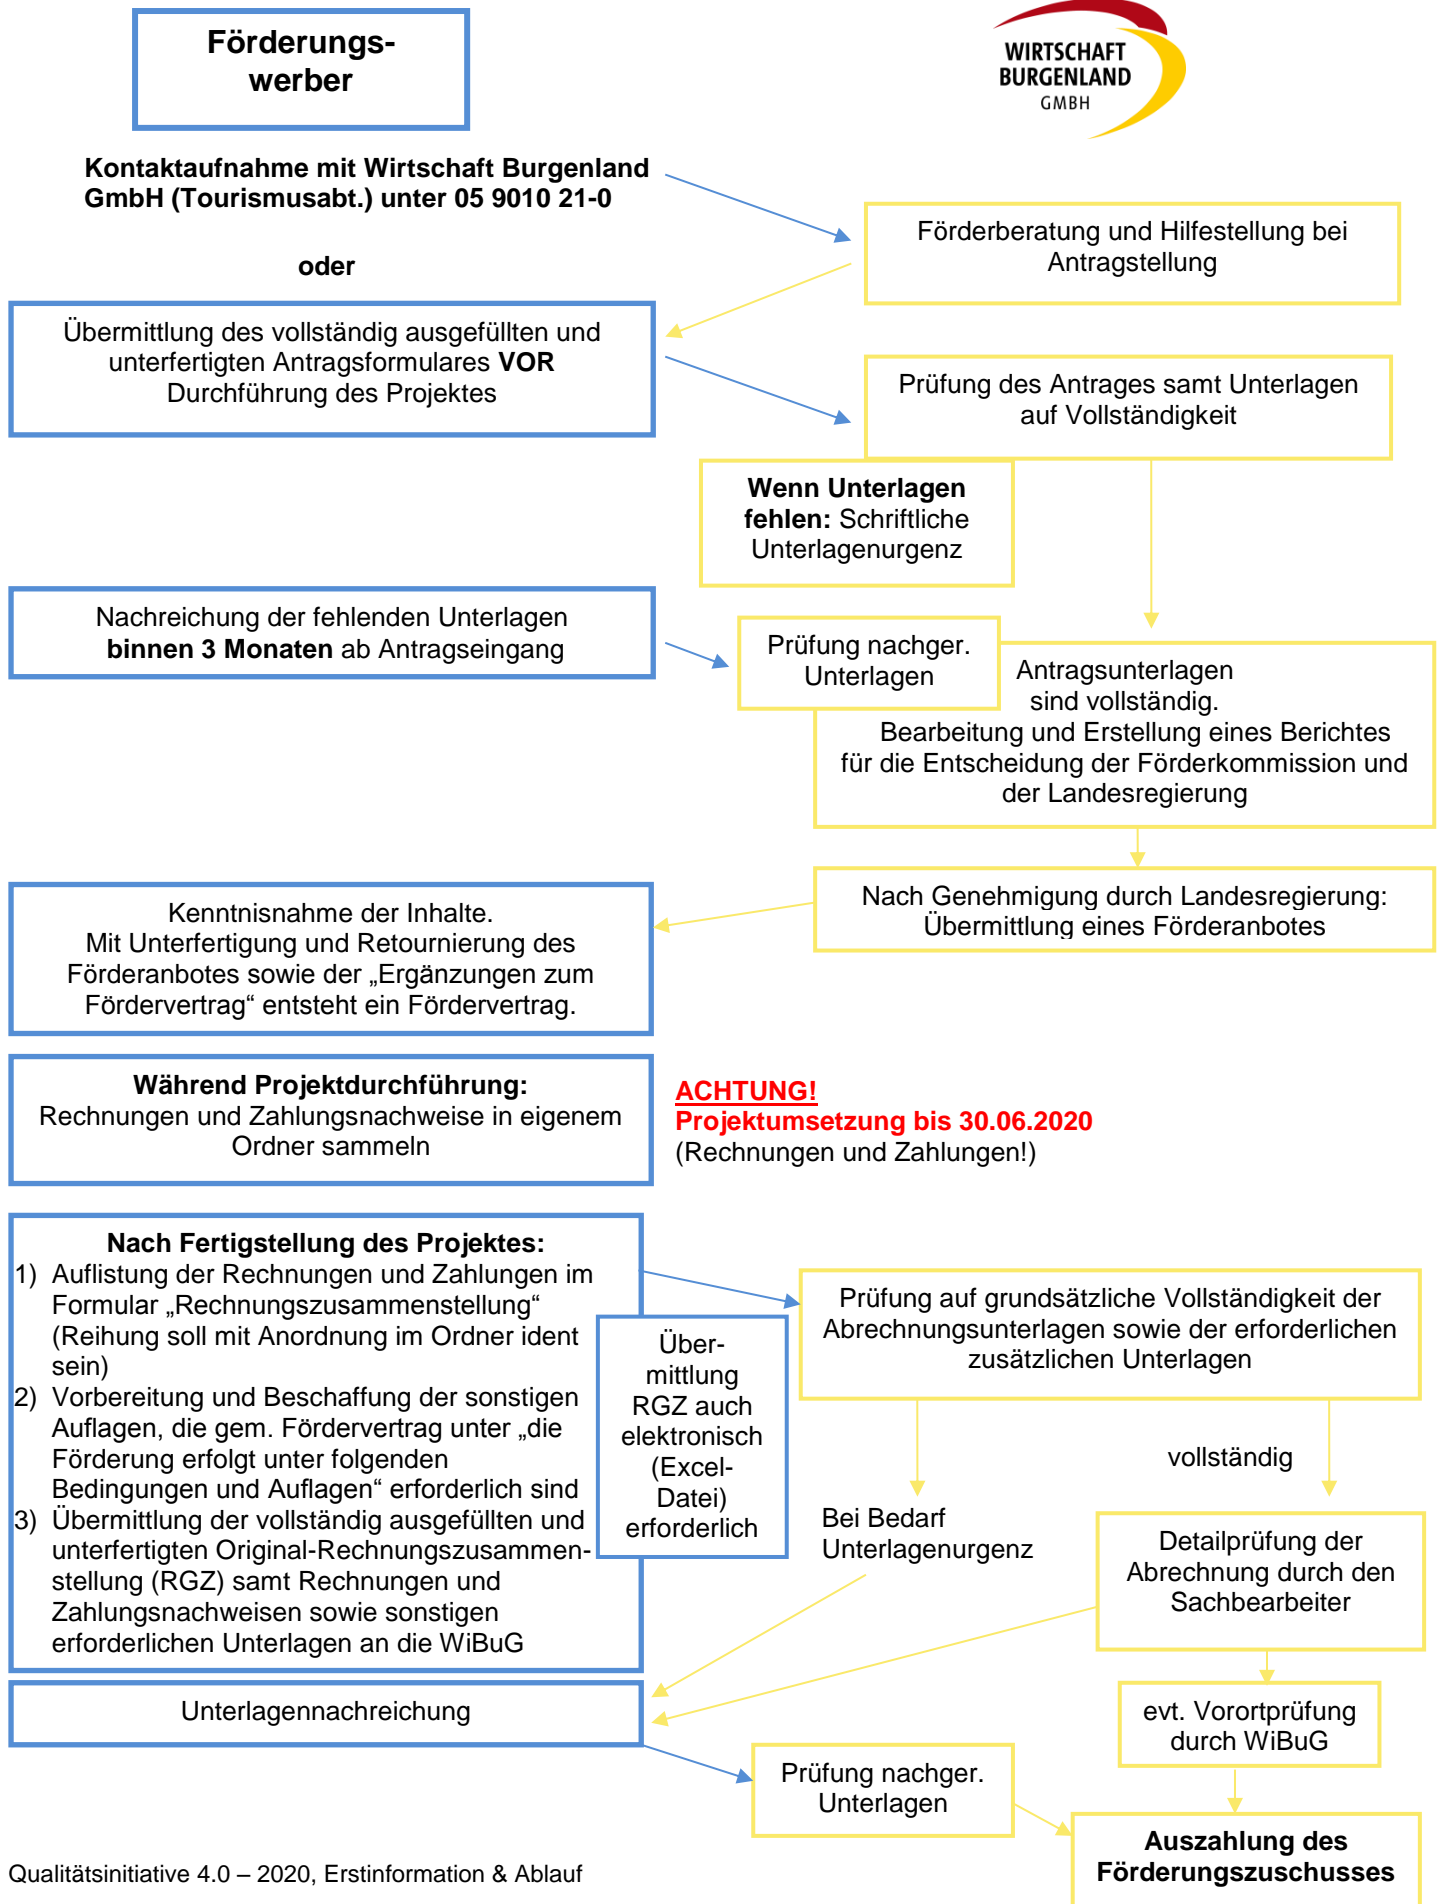 Förderungs-
werber
WIRTSCHAFT
BURGENLAND
GMBH
Kontaktaufnahme mit Wirtschaft Burgenland
GmbH (Tourismusabt.) unter 05 9010 21-0
Förderberatung und Hilfestellung bei
Antragstellung
oder
Übermittlung des vollständig ausgefüllten und
unterfertigten Antragsformulares VOR
Durchführung des Projektes
Prüfung des Antrages samt Unterlagen
auf Vollständigkeit
Wenn Unterlagen
fehlen: Schriftliche
Unterlagenurgenz
Nachreichung der fehlenden Unterlagen
binnen 3 Monaten ab Antragseingang
Prüfung nachger.
Unterlagen
Antragsunterlagen
sind vollständig.
Bearbeitung und Erstellung eines Berichtes
für die Entscheidung der Förderkommission und
der Landesregierung
Nach Genehmigung durch Landesregierung:
Übermittlung eines Förderanbotes
Kenntnisnahme der Inhalte.
Mit Unterfertigung und Retournierung des
Förderanbotes sowie der „Ergänzungen zum
Fördervertrag“ entsteht ein Fördervertrag.
Während Projektdurchführung:
Rechnungen und Zahlungsnachweise in eigenem
Ordner sammeln
ACHTUNG!
Projektumsetzung bis 30.06.2020
(Rechnungen und Zahlungen!)
Nach Fertigstellung des Projektes:
1) Auflistung der Rechnungen und Zahlungen im
Formular „Rechnungszusammenstellung“
(Reihung soll mit Anordnung im Ordner ident
sein)
2) Vorbereitung und Beschaffung der sonstigen
Auflagen, die gem. Fördervertrag unter „die
Förderung erfolgt unter folgenden
Bedingungen und Auflagen“ erforderlich sind
3) Übermittlung der vollständig ausgefüllten und
unterfertigten Original-Rechnungszusammen-
stellung (RGZ) samt Rechnungen und
Zahlungsnachweisen sowie sonstigen
erforderlichen Unterlagen an die WiBuG
Über-
mittlung
RGZ auch
elektronisch
(Excel-
Datei)
erforderlich
Prüfung auf grundsätzliche Vollständigkeit der
Abrechnungsunterlagen sowie der erforderlichen
zusätzlichen Unterlagen
vollständig
Bei Bedarf
Unterlagenurgenz
Detailprüfung der
Abrechnung durch den
Sachbearbeiter
Unterlagennachreichung
evt. Vorortprüfung
durch WiBuG
Prüfung nachger.
Unterlagen
Auszahlung des
Förderungszuschusses
Qualitätsinitiative 4.0 – 2020, Erstinformation & Ablauf